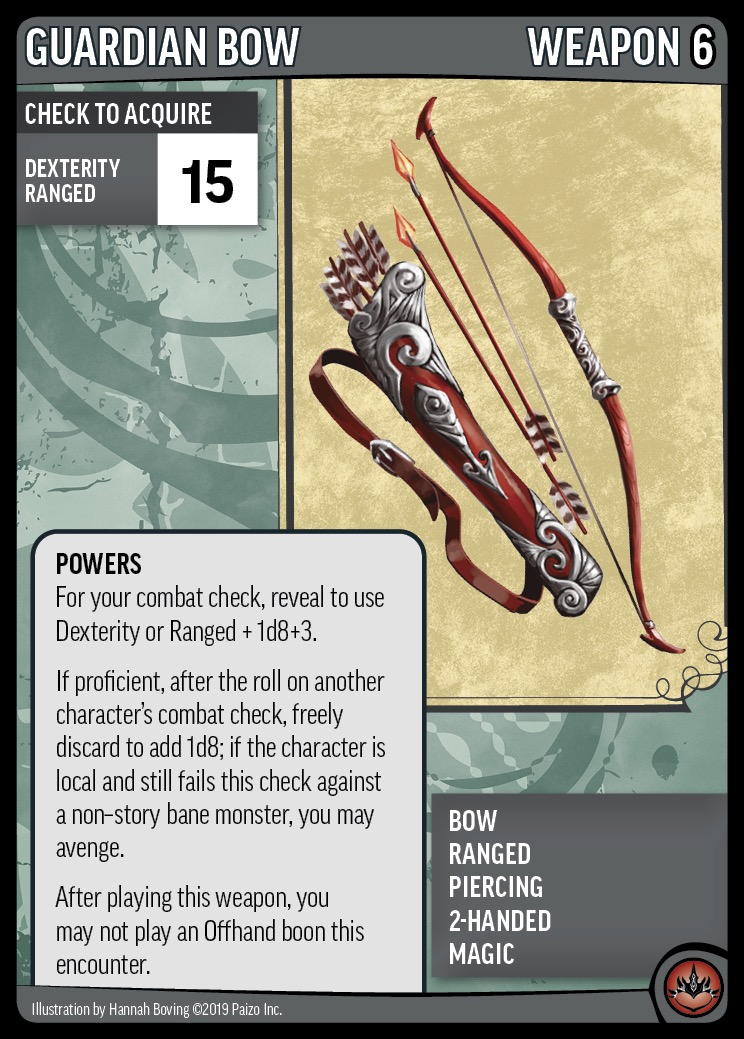 GUARDIAN BOW
WEAPON 6
CHECK TO ACQUIRE
DEXTERITY
RANGED
15
POWERS
For your combat check, reveal to use
Dexterity or Ranged + 1d8+3.
If proficient, after the roll on another
character's combat check, freely
discard to add 1d8; if the character is
local and still fails this check against
a non-story bane monster, you may
avenge.
After playing this weapon, you
may not play an Offhand boon this
encounter.
BOW
RANGED
PIERCING
2-HANDED
MAGIC
Illustration by Hannah Boving ©2019 Paizo Inc.